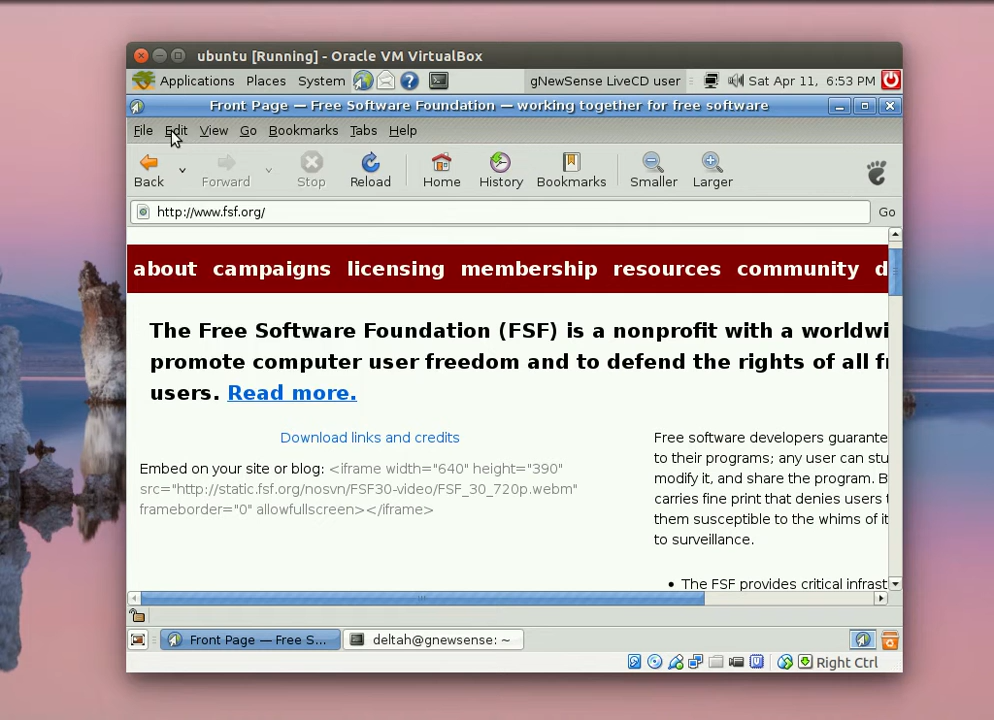 ubuntu [Running] - Oracle VM VirtualBox
Applications Places System gNewSense LiveCD user Sat Apr 11, 6:53 PM
Front Page — Free Software Foundation — working together for free software
File Edit View Go Bookmarks Tabs Help
Back Forward Stop Reload Home History Bookmarks Smaller Larger
http://www.fsf.org/ Go
about campaigns licensing membership resources community d
The Free Software Foundation (FSF) is a nonprofit with a worldwi
promote computer user freedom and to defend the rights of all fr
users. Read more.
Download links and credits
Embed on your site or blog: <iframe width="640" height="390"
src="http://static.fsf.org/nosvn/FSF30-video/FSF_30_720p.webm"
frameborder="0" allowfullscreen></iframe>
Free software developers guarante
to their programs; any user can stu
modify it, and share the program. B
carries fine print that denies users t
them susceptible to the whims of it
to surveillance.
• The FSF provides critical infrast
Front Page — Free S... deltah@gnewsense: ~
Right Ctrl